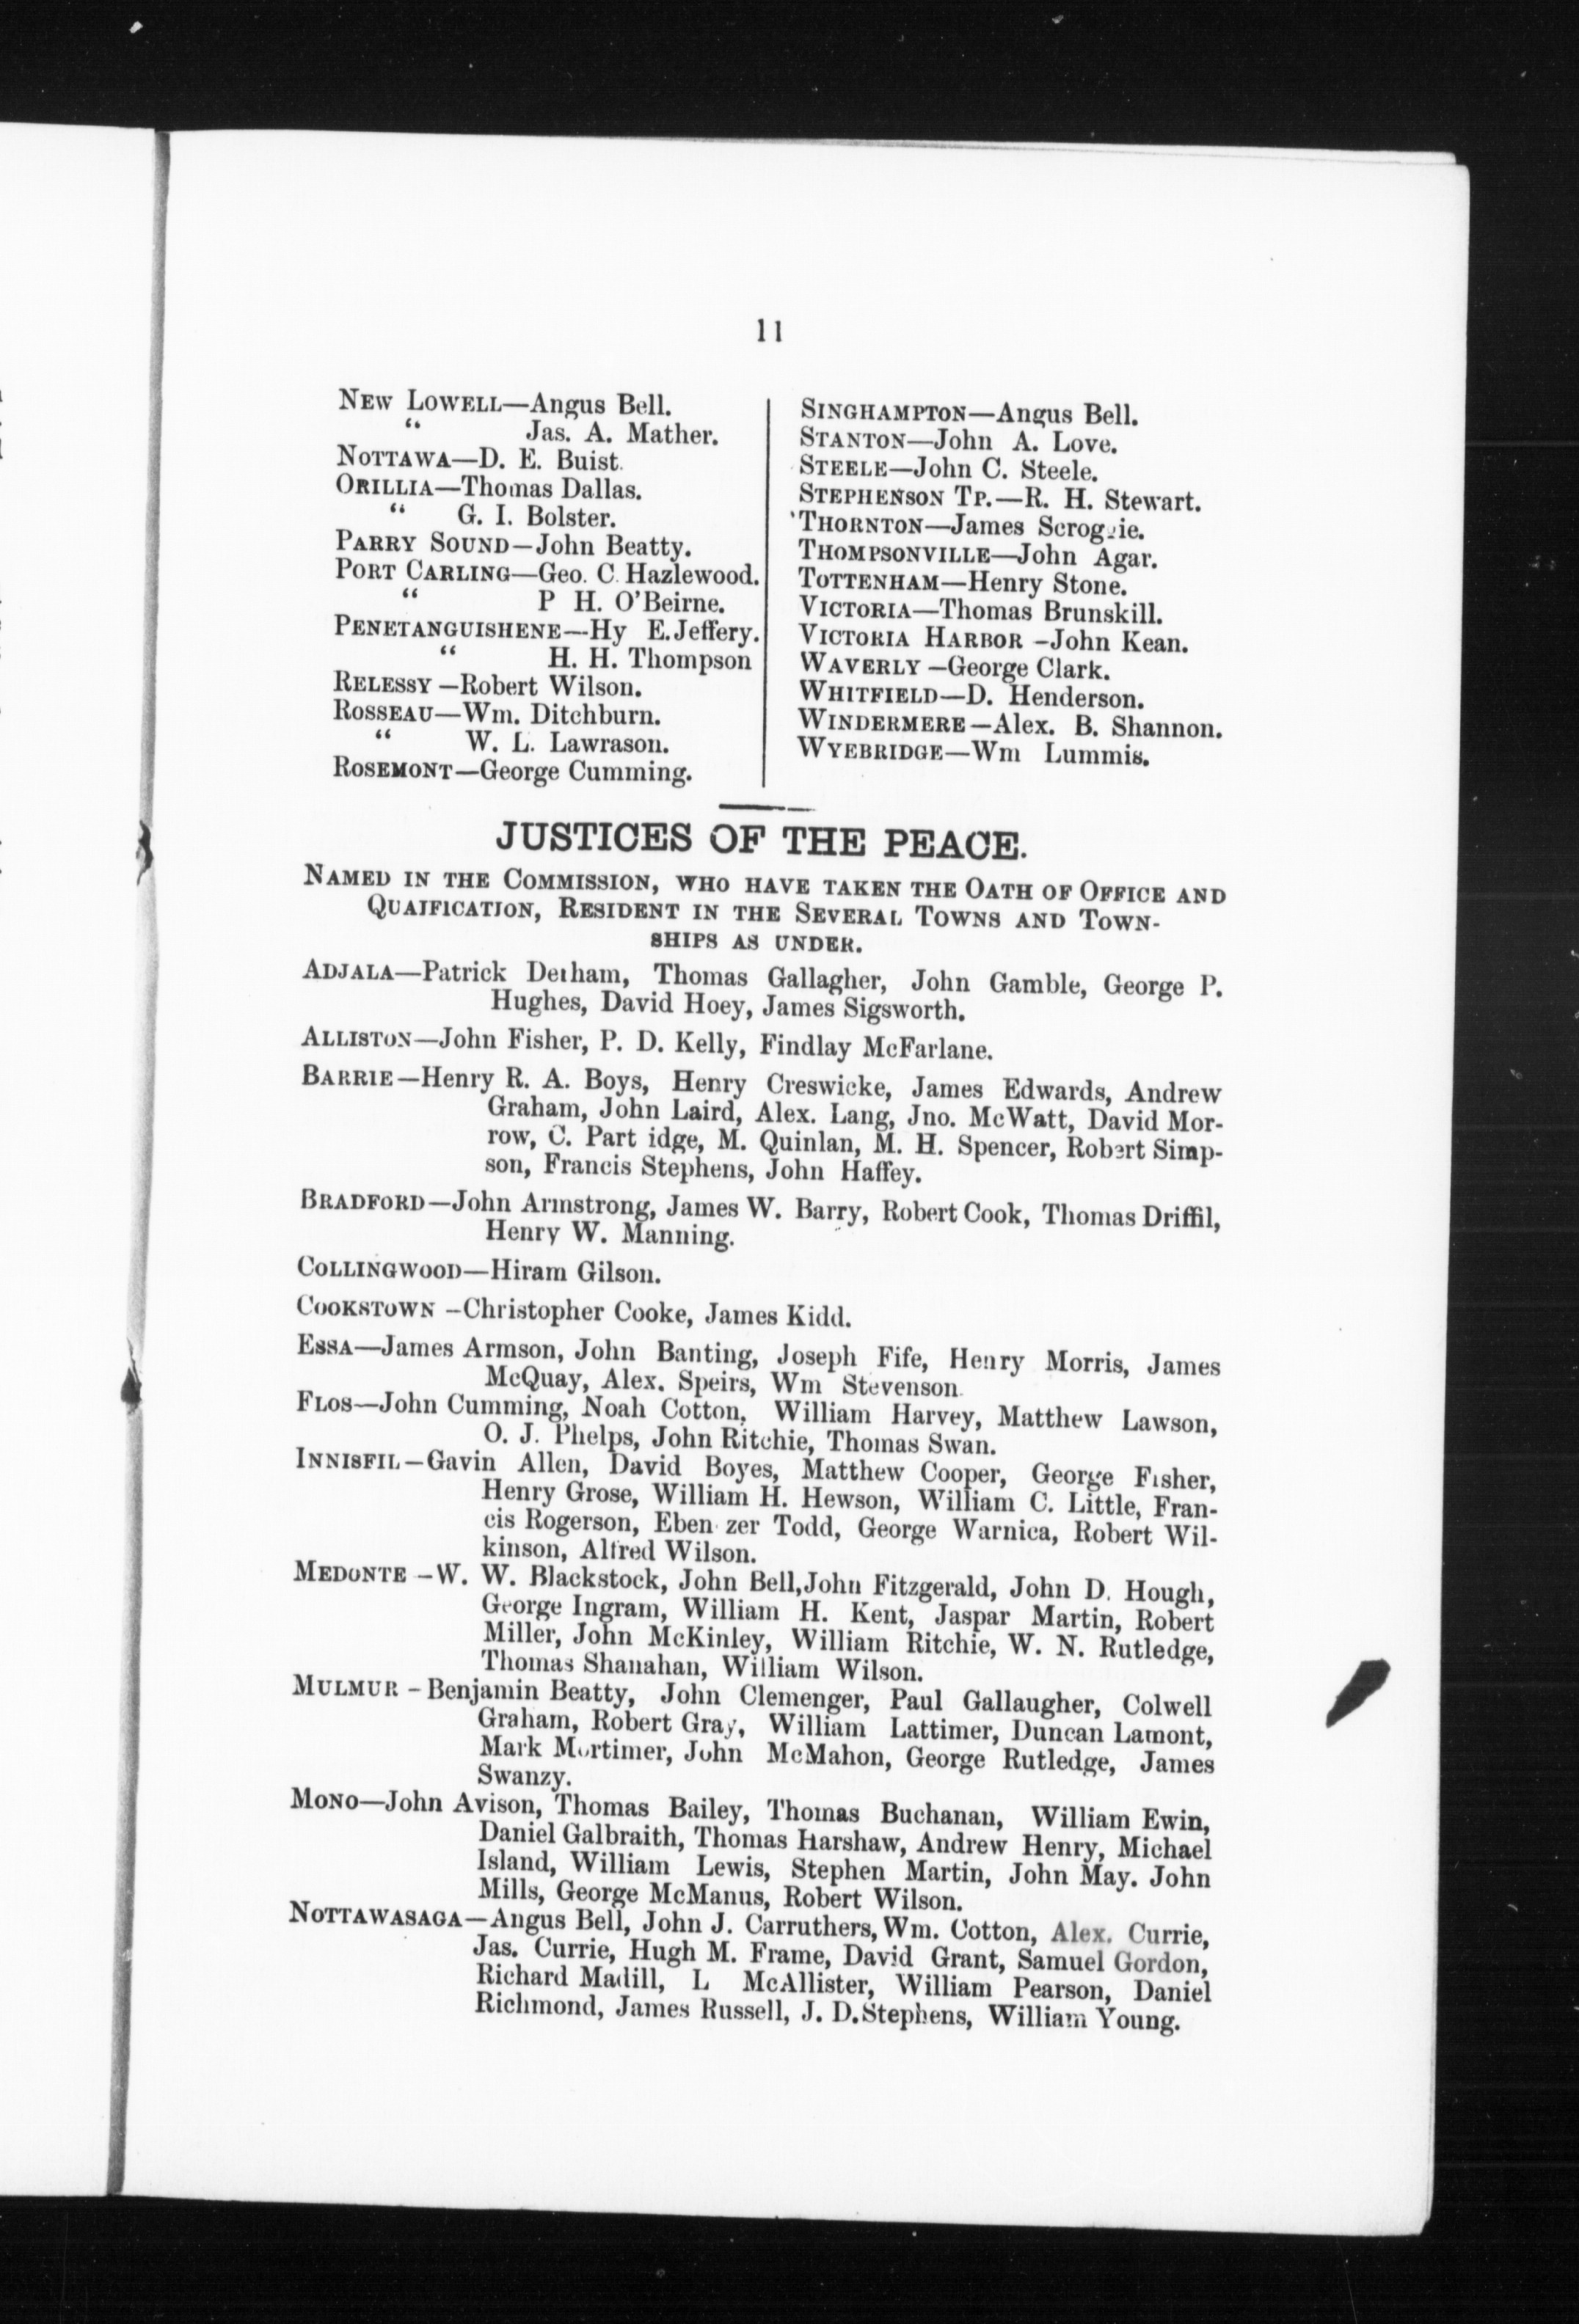 11
NEW LOWELL—Angus Bell.
“ Jas. A. Mather.
NOTTAWA—D. E. Buist.
ORILLIA—Thomas Dallas.
“ G. I. Bolster.
PARRY SOUND—John Beatty.
PORT CARLING—Geo. C. Hazlewood.
“ P H. O'Beirne.
PENETANGUISHENE—Hy E. Jeffery.
“ H. H. Thompson
RELESSY—Robert Wilson.
ROSSEAU—Wm. Ditchburn.
“ W. L. Lawrason.
ROSEMONT—George Cumming.
SINGHAMPTON—Angus Bell.
STANTON—John A. Love.
STEELE—John C. Steele.
STEPHENSON TP.—R. H. Stewart.
THORNTON—James Scroggie.
THOMPSONVILLE—John Agar.
TOTTENHAM—Henry Stone.
VICTORIA—Thomas Brunskill.
VICTORIA HARBOR—John Kean.
WAVERLY—George Clark.
WHITFIELD—D. Henderson.
WINDERMERE—Alex. B. Shannon.
WYEBRIDGE—Wm Lummis.
JUSTICES OF THE PEACE.
NAMED IN THE COMMISSION, WHO HAVE TAKEN THE OATH OF OFFICE AND
QUAIFICATION, RESIDENT IN THE SEVERAL TOWNS AND TOWN-
SHIPS AS UNDER.
ADJALA—Patrick Derham, Thomas Gallagher, John Gamble, George P.
Hughes, David Hoey, James Sigsworth.
ALLISTON—John Fisher, P. D. Kelly, Findlay McFarlane.
BARRIE—Henry R. A. Boys, Henry Creswicke, James Edwards, Andrew
Graham, John Laird, Alex. Lang, Jno. McWatt, David Mor-
row, C. Part idge, M. Quinlan, M. H. Spencer, Robert Simp-
son, Francis Stephens, John Haffey.
BRADFORD—John Armstrong, James W. Barry, Robert Cook, Thomas Driffil,
Henry W. Manning.
COLLINGWOOD—Hiram Gilson.
COOKSTOWN—Christopher Cooke, James Kidd.
ESSA—James Armson, John Banting, Joseph Fife, Henry Morris, James
McQuay, Alex. Speirs, Wm Stevenson.
FLOS—John Cumming, Noah Cotton, William Harvey, Matthew Lawson,
O. J. Phelps, John Ritchie, Thomas Swan.
INNISFIL—Gavin Allen, David Boyes, Matthew Cooper, George Fisher,
Henry Grose, William H. Hewson, William C. Little, Fran-
cis Rogerson, Eben zer Todd, George Warnica, Robert Wil-
kinson, Alfred Wilson.
MEDONTE—W. W. Blackstock, John Bell, John Fitzgerald, John D. Hough,
George Ingram, William H. Kent, Jaspar Martin, Robert
Miller, John McKinley, William Ritchie, W. N. Rutledge,
Thomas Shanahan, William Wilson.
MULMUR—Benjamin Beatty, John Clemenger, Paul Gallaugher, Colwell
Graham, Robert Gray, William Lattimer, Duncan Lamont,
Mark Mortimer, John McMahon, George Rutledge, James
Swanzy.
MONO—John Avison, Thomas Bailey, Thomas Buchanan, William Ewin,
Daniel Galbraith, Thomas Harshaw, Andrew Henry, Michael
Island, William Lewis, Stephen Martin, John May. John
Mills, George McManus, Robert Wilson.
NOTTAWASAGA—Angus Bell, John J. Carruthers, Wm. Cotton, Alex. Currie,
Jas. Currie, Hugh M. Frame, David Grant, Samuel Gordon,
Richard Madill, L McAllister, William Pearson, Daniel
Richmond, James Russell, J. D. Stephens, William Young.